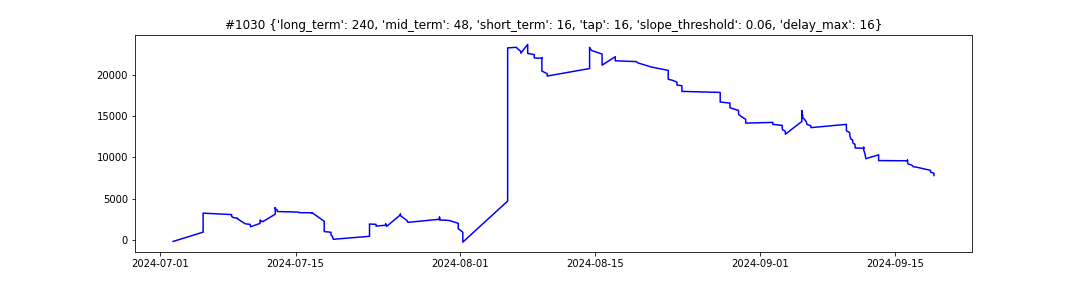 #1030 {'long_term': 240, 'mid_term': 48, 'short_term': 16, 'tap': 16, 'slope_threshold': 0.06, 'delay_max': 16}
20000
15000
10000
5000
0
2024-07-01 2024-07-15 2024-08-01 2024-08-15 2024-09-01 2024-09-15